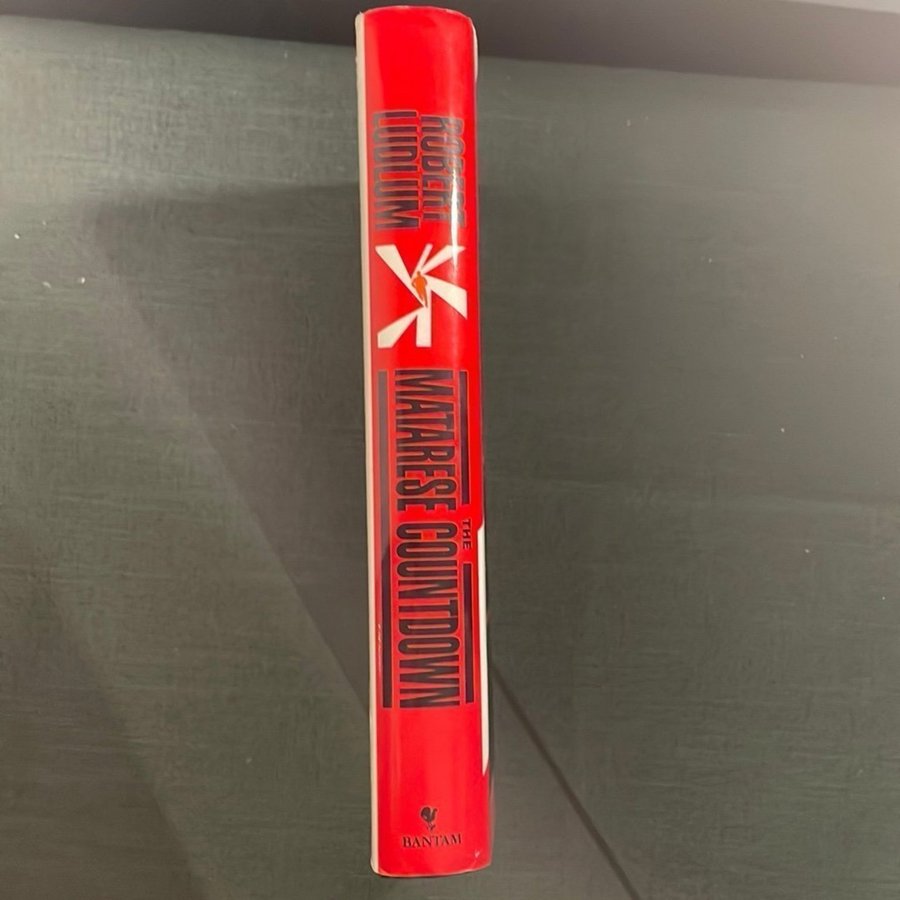 ROBERT
LUDLUM
THE
MATARESE COUNTDOWN
BANTAM